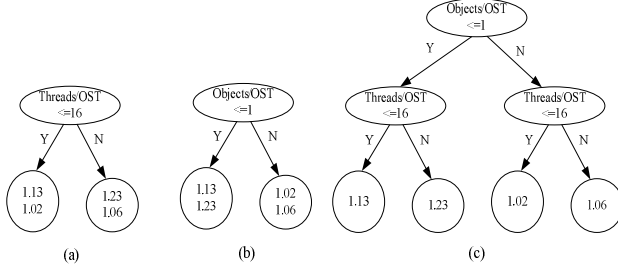 Objects/OST
<=1
Y
N
Threads/OST
<=16
Objects/OST
<=1
Threads/OST
<=16
Threads/OST
<=16
Y
N
Y
N
Y
N
Y
N
1.13
1.02
1.23
1.06
1.13
1.23
1.02
1.06
1.13
1.23
1.02
1.06
(a)
(b)
(c)